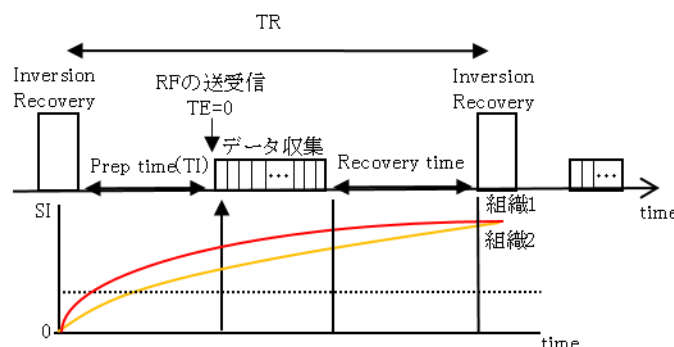 TR
Inversion
Recovery
RFの送受信
TE=0
Inversion
Recovery
データ収集
Prep time(TI)
...
Recovery time
...
time
SI
組織1
組織2
0
time